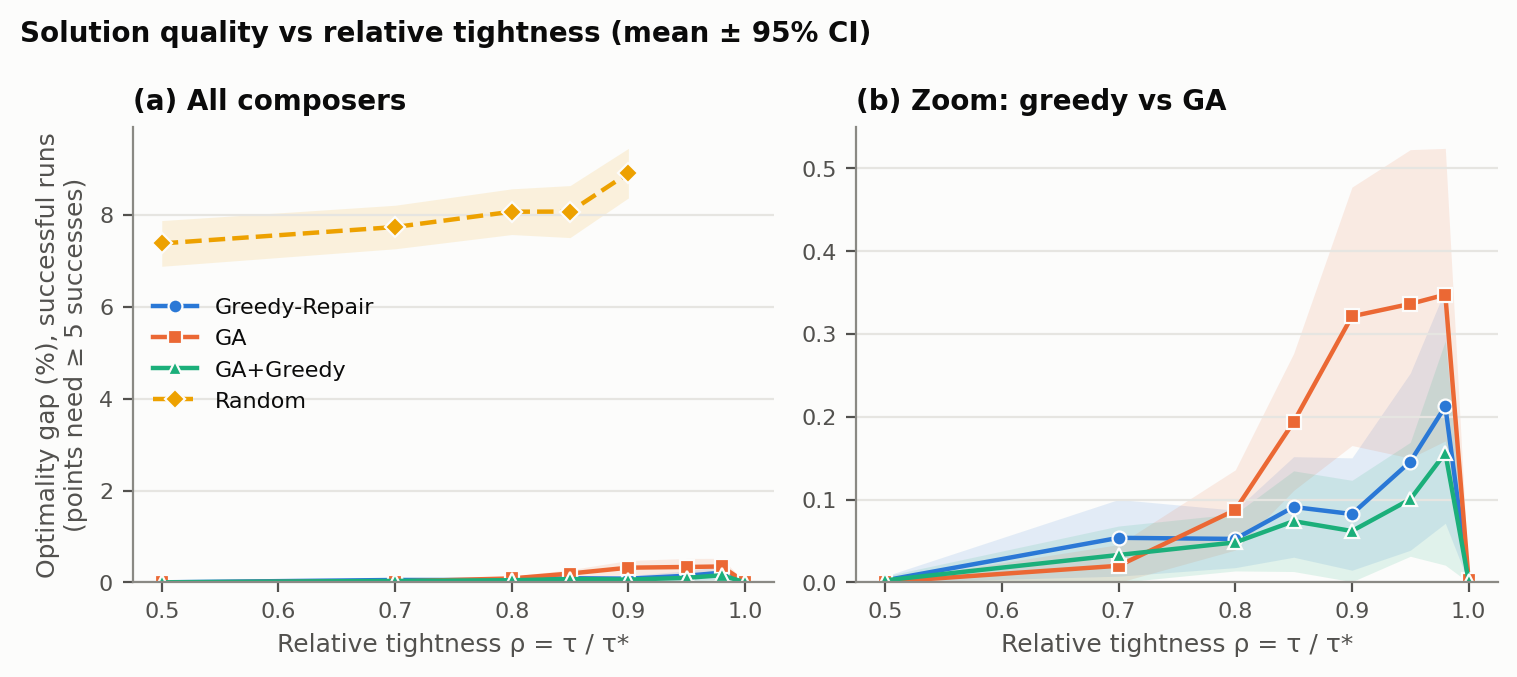 Solution quality vs relative tightness (mean ± 95% CI)
(a) All composers
Optimality gap (%), successful runs
(points need ≥ 5 successes)
8
6
4
2
0
Greedy-Repair
GA
GA+Greedy
Random
0.5 0.6 0.7 0.8 0.9 1.0
Relative tightness ρ = τ / τ*
(b) Zoom: greedy vs GA
0.5
0.4
0.3
0.2
0.1
0.0
0.5 0.6 0.7 0.8 0.9 1.0
Relative tightness ρ = τ / τ*